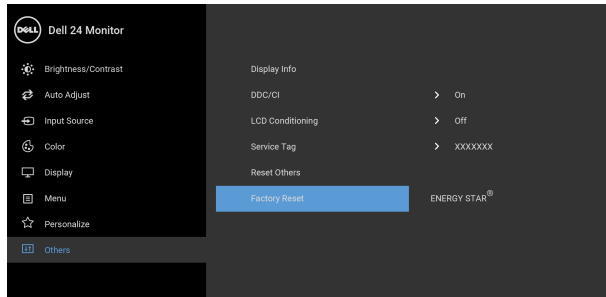 DELL Dell 24 Monitor
Brightness/Contrast
Auto Adjust
Input Source
Color
Display
Menu
Personalize
Others
Display Info
DDC/CI > On
LCD Conditioning > Off
Service Tag > XXXXXXX
Reset Others
Factory Reset ENERGY STAR®